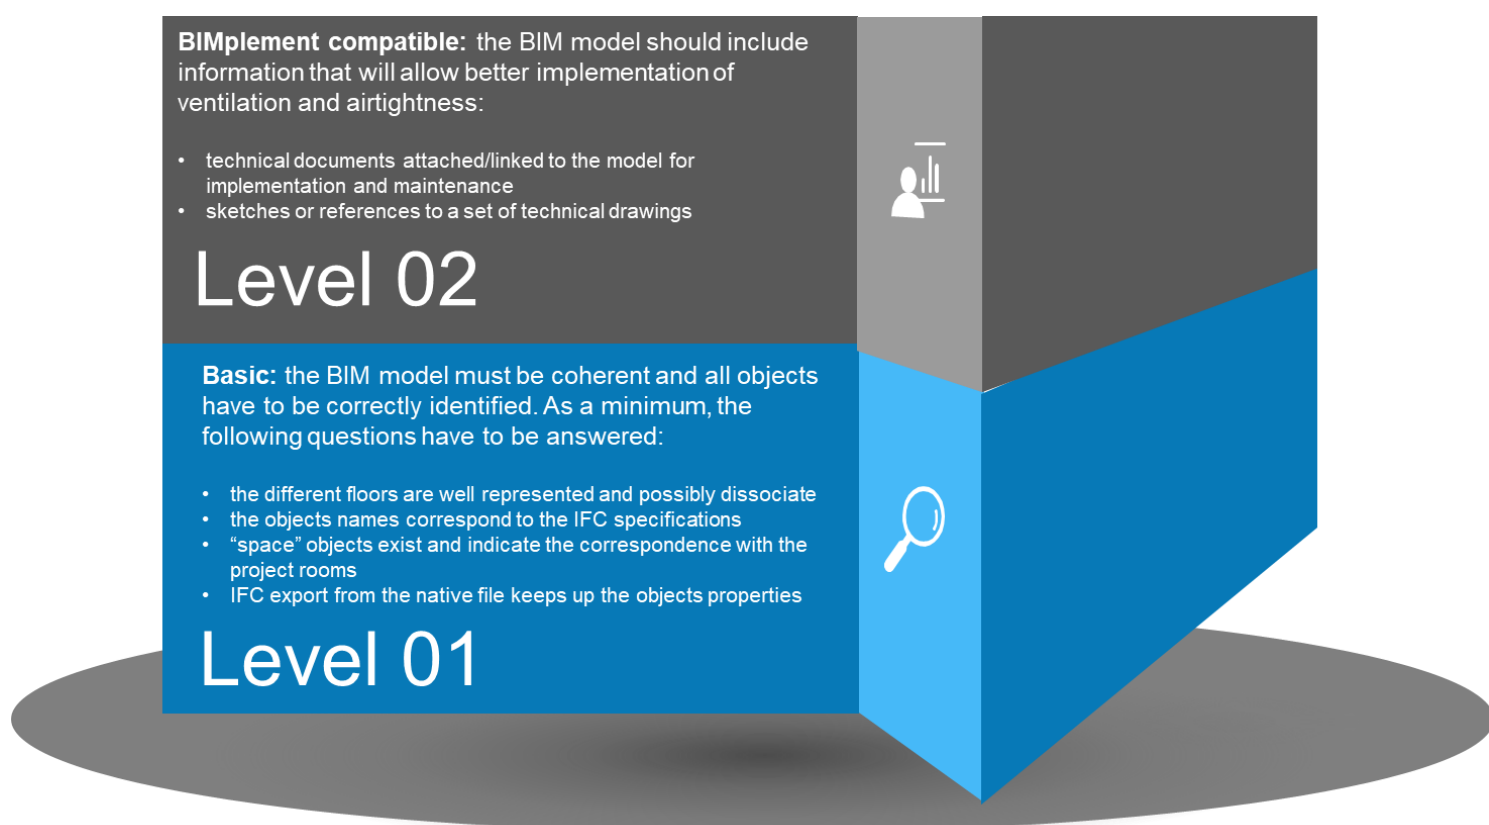 BIMplement compatible: the BIM model should include
information that will allow better implementation of
ventilation and airtightness:
• technical documents attached/linked to the model for
implementation and maintenance
• sketches or references to a set of technical drawings
Level 02
Basic: the BIM model must be coherent and all objects
have to be correctly identified. As a minimum, the
following questions have to be answered:
• the different floors are well represented and possibly dissociate
• the objects names correspond to the IFC specifications
• “space” objects exist and indicate the correspondence with the
project rooms
• IFC export from the native file keeps up the objects properties
Level 01